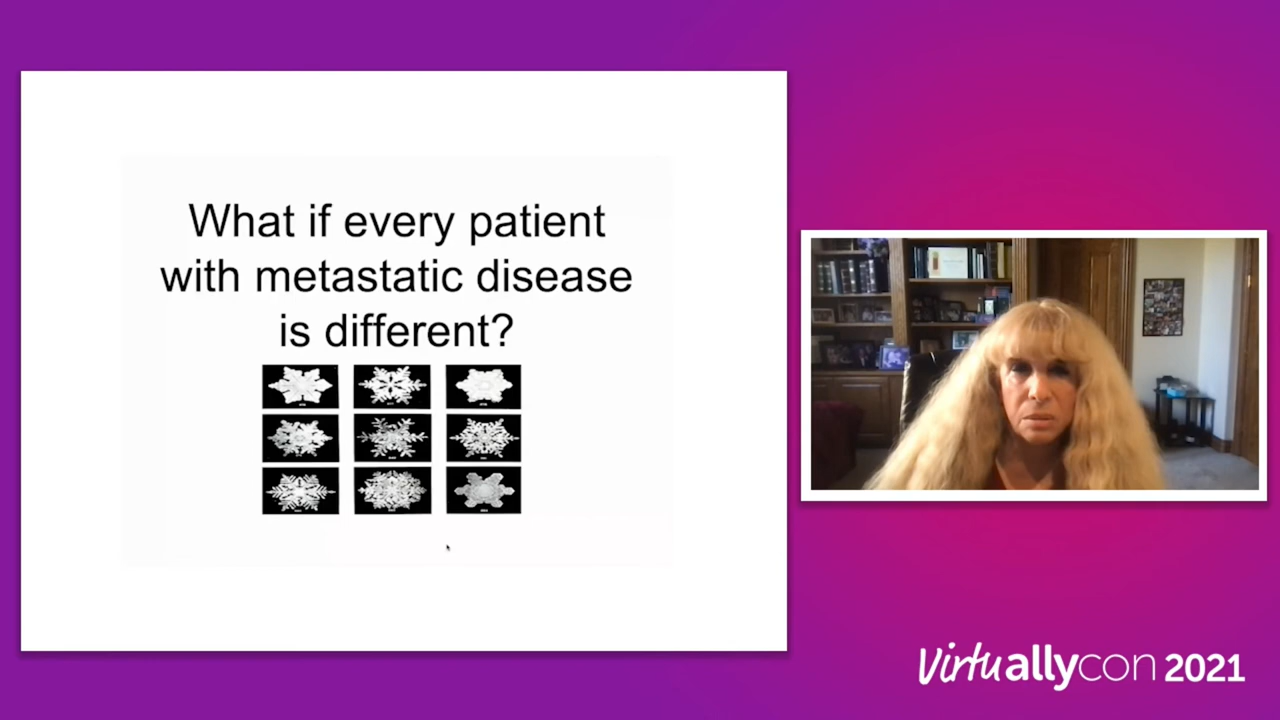 What if every patient
with metastatic disease
is different?
Virtuallycon 2021